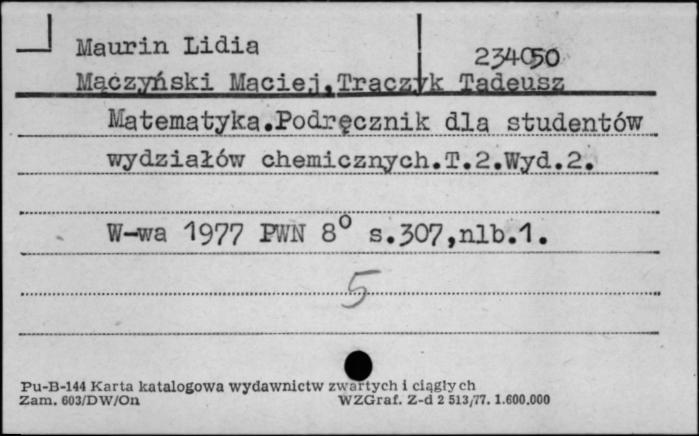 Maurin Lidia
234050
Mączyński Maciej,Traczyk Tadeusz
Matematyka.Podręcznik dla studentów
wydziałów chemicznych.T.2.Wyd.2.
W-wa 1977 PWN 8° s.307,nlb.1.
5
Pu-B-144 Karta katalogowa wydawnictw zwartych i ciągłych
Zam. 603/DW/On WZGraf. Z-d 2 513/77. 1.600.000